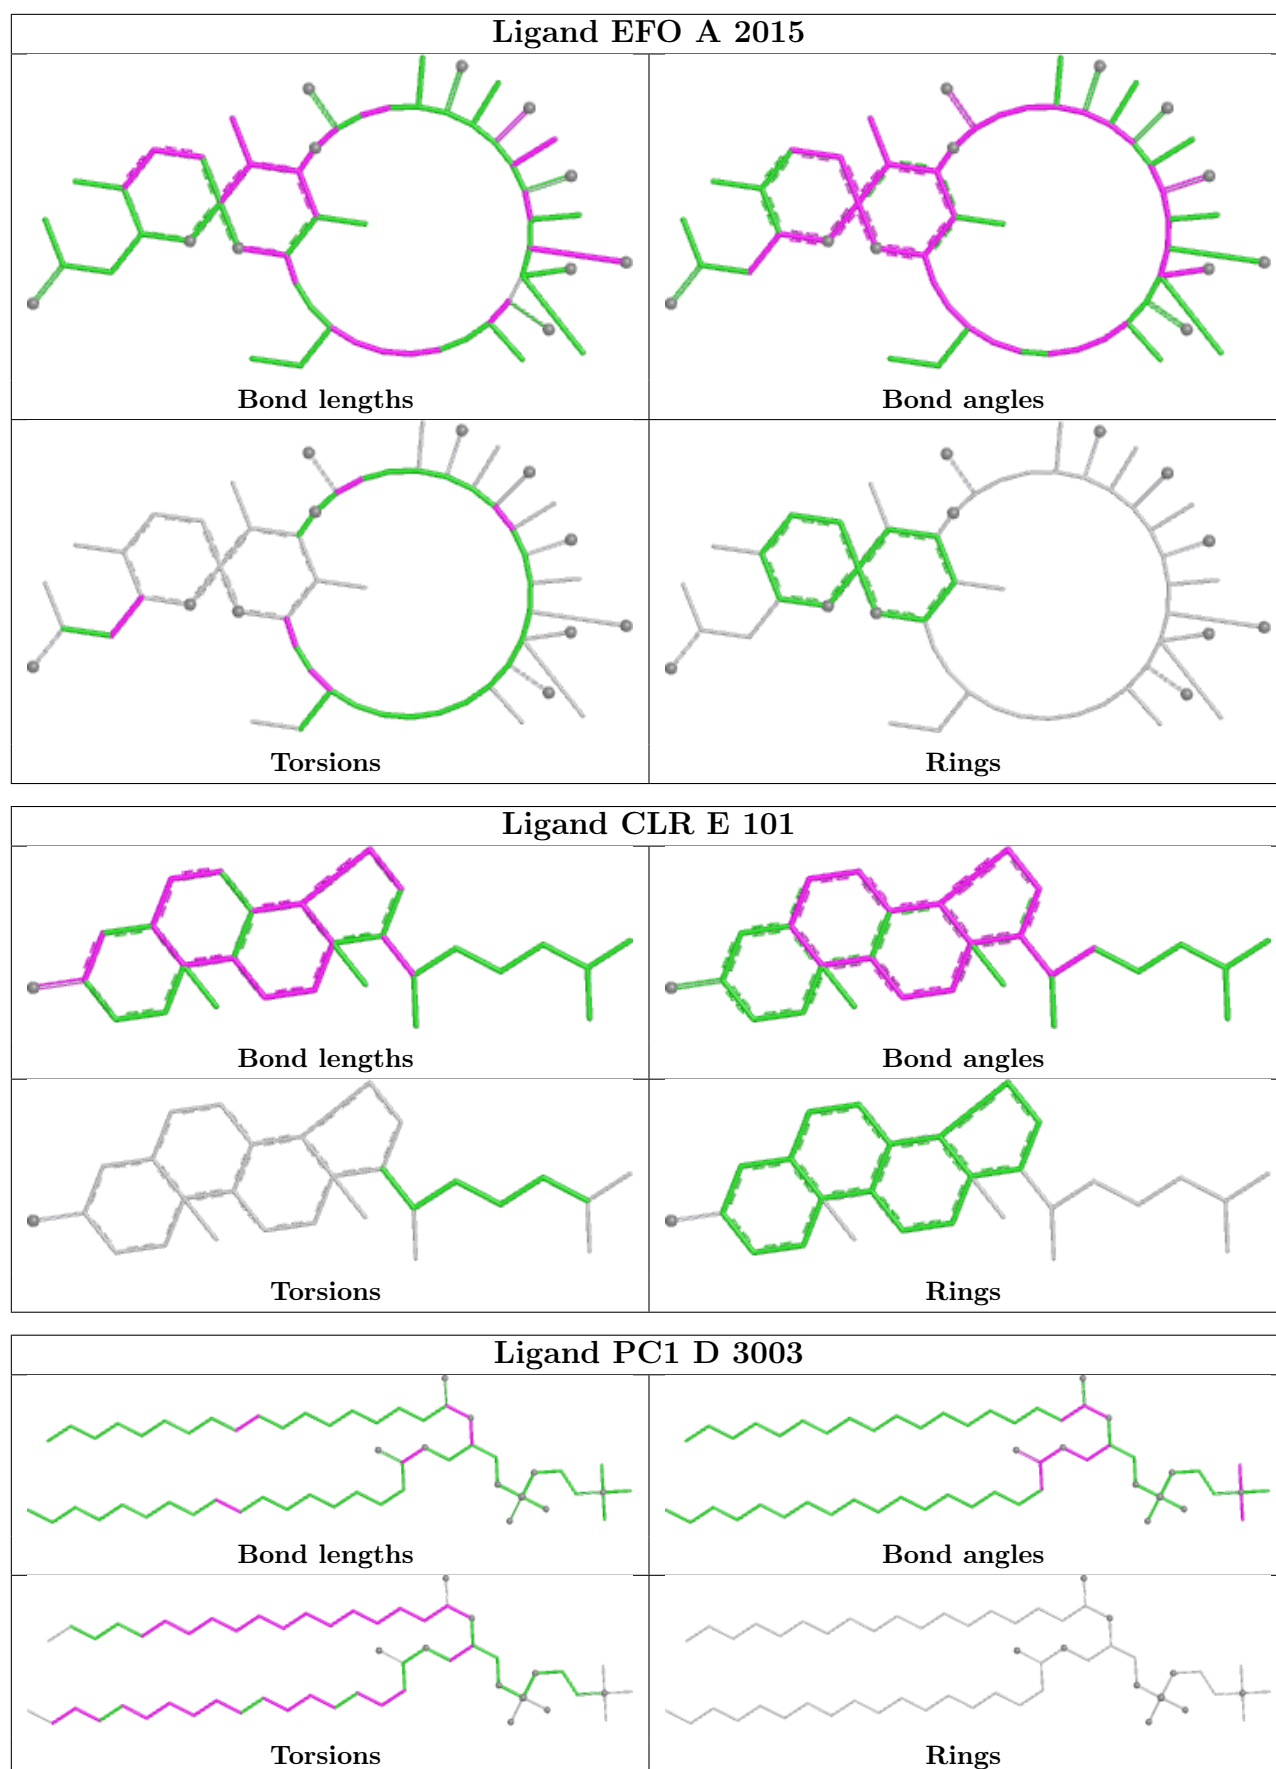 Ligand EFO A 2015
Bond lengths
Bond angles
Torsions
Rings
Ligand CLR E 101
Bond lengths
Bond angles
Torsions
Rings
Ligand PC1 D 3003
Bond lengths
Bond angles
Torsions
Rings